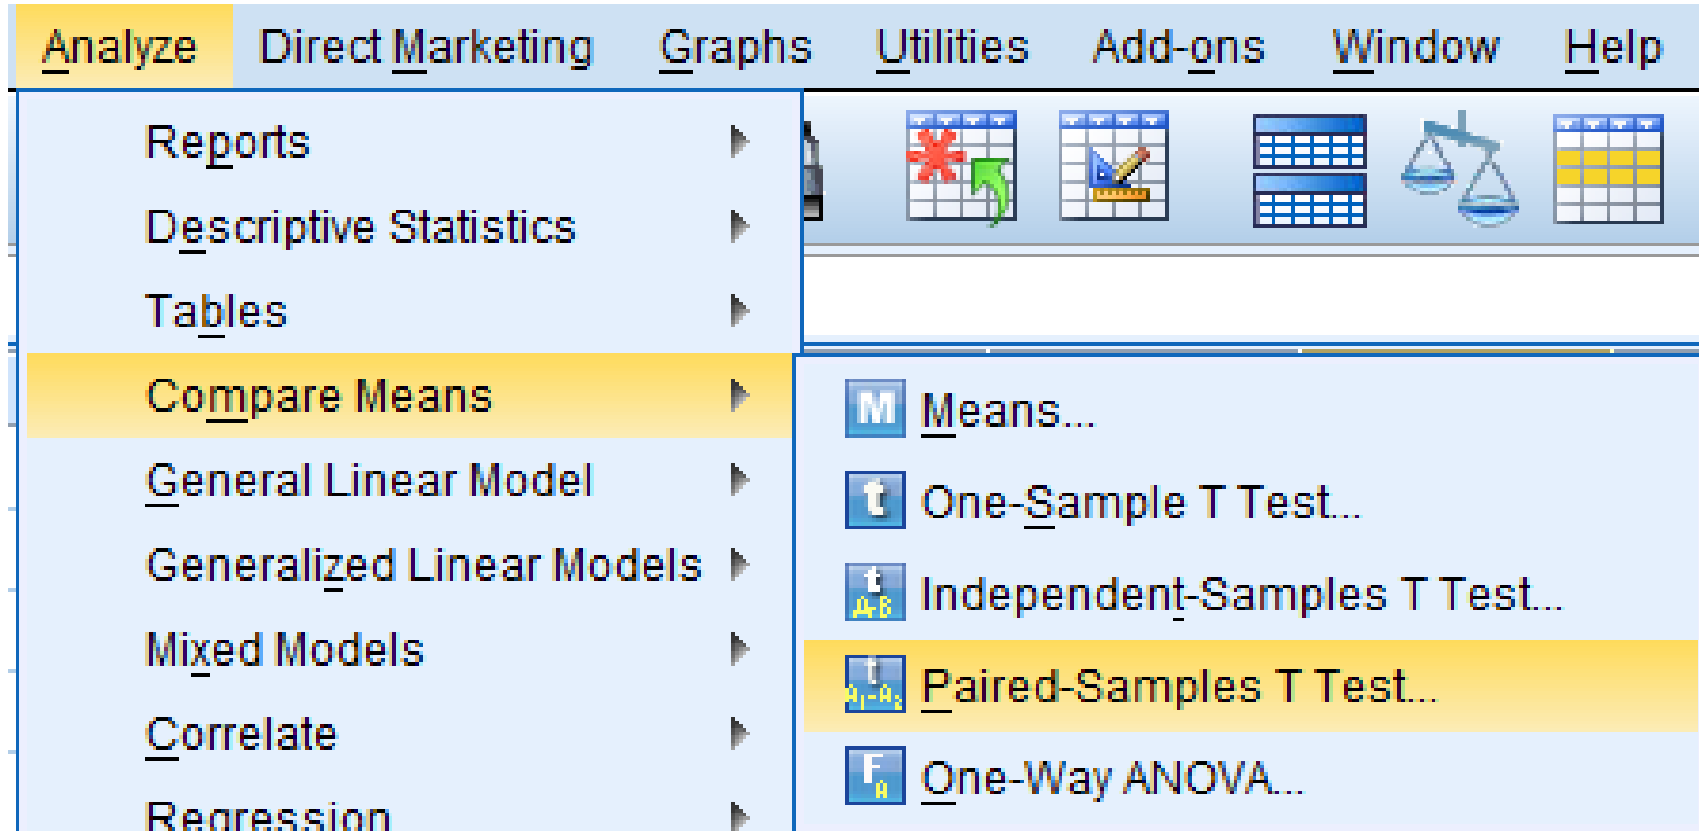 Analyze Direct Marketing Graphs Utilities Add-ons Window Help
Reports
Descriptive Statistics
Tables
Compare Means
General Linear Model
Generalized Linear Models
Mixed Models
Correlate
Regression
M Means...
t One-Sample T Test...
t A-B Independent-Samples T Test...
t A₁-A₂ Paired-Samples T Test...
F A One-Way ANOVA...